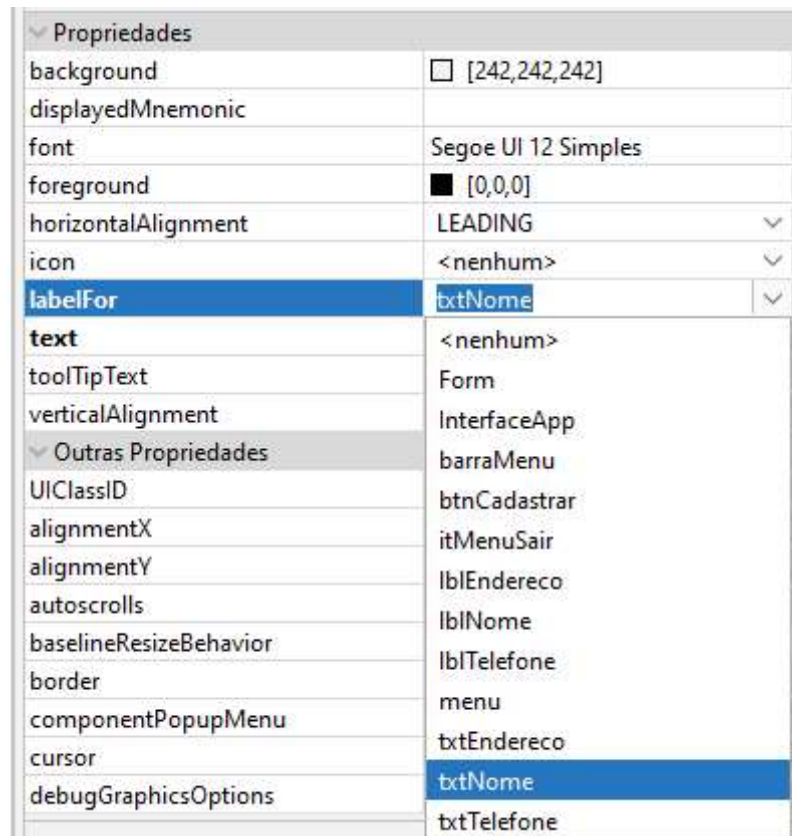 Propriedades
background [242,242,242]
displayedMnemonic
font Segoe UI 12 Simples
foreground [0,0,0]
horizontalAlignment LEADING
icon <nenhum>
labelFor txtNome
text <nenhum>
toolTipText Form
verticalAlignment InterfaceApp
Outras Propriedades barraMenu
UIClassID btnCadastrar
alignmentX itMenuSair
alignmentY lblEndereco
autoscrolls lblNome
baselineResizeBehavior lblTelefone
border menu
componentPopupMenu txtEndereco
cursor txtNome
debugGraphicsOptions txtTelefone